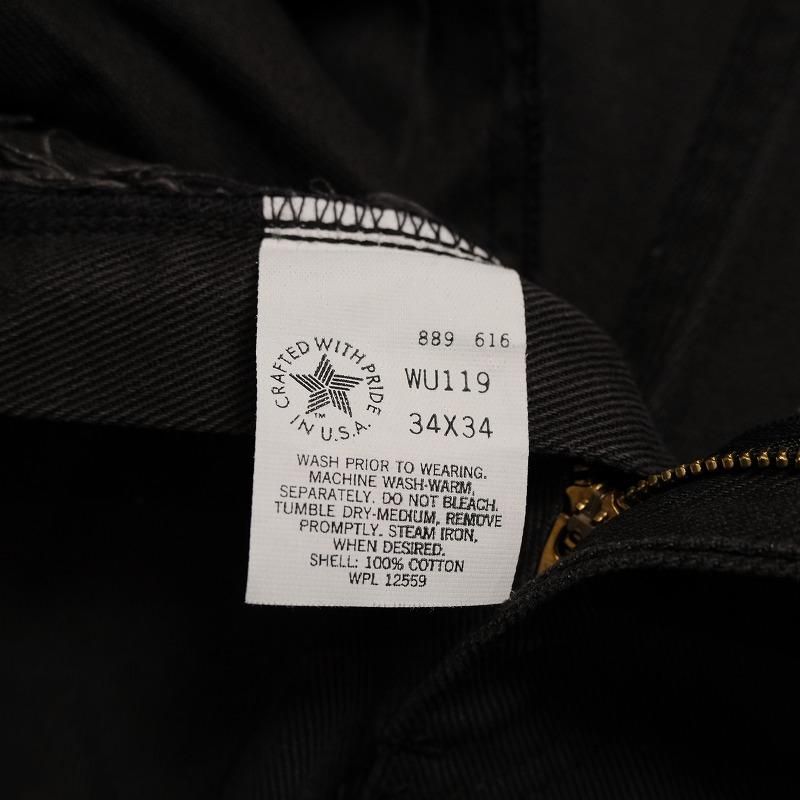 889 616
CRAFTED WITH PRIDE
IN U.S.A.
TM
WU119
34X34
WASH PRIOR TO WEARING.
MACHINE WASH-WARM,
SEPARATELY. DO NOT BLEACH.
TUMBLE DRY-MEDIUM, REMOVE
PROMPTLY. STEAM IRON,
WHEN DESIRED.
SHELL: 100% COTTON
WPL 12559